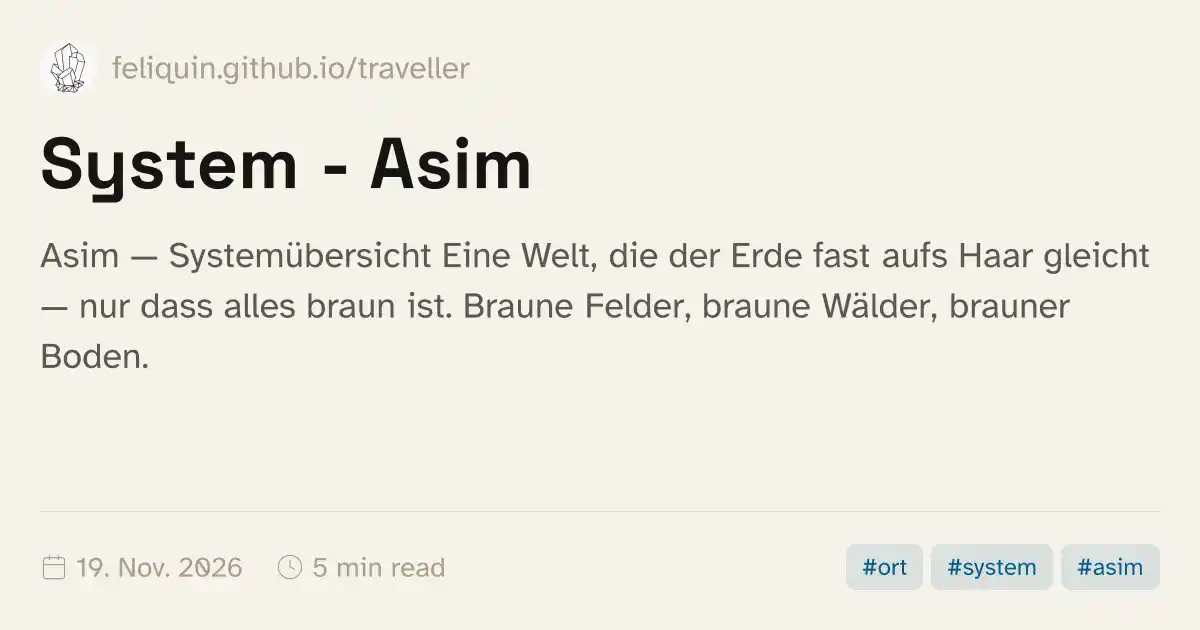 feliquin.github.io/traveller
System - Asim
Asim — Systemübersicht Eine Welt, die der Erde fast aufs Haar gleicht
— nur dass alles braun ist. Braune Felder, braune Wälder, brauner
Boden.
19. Nov. 2026
5 min read
#ort
#system
#asim